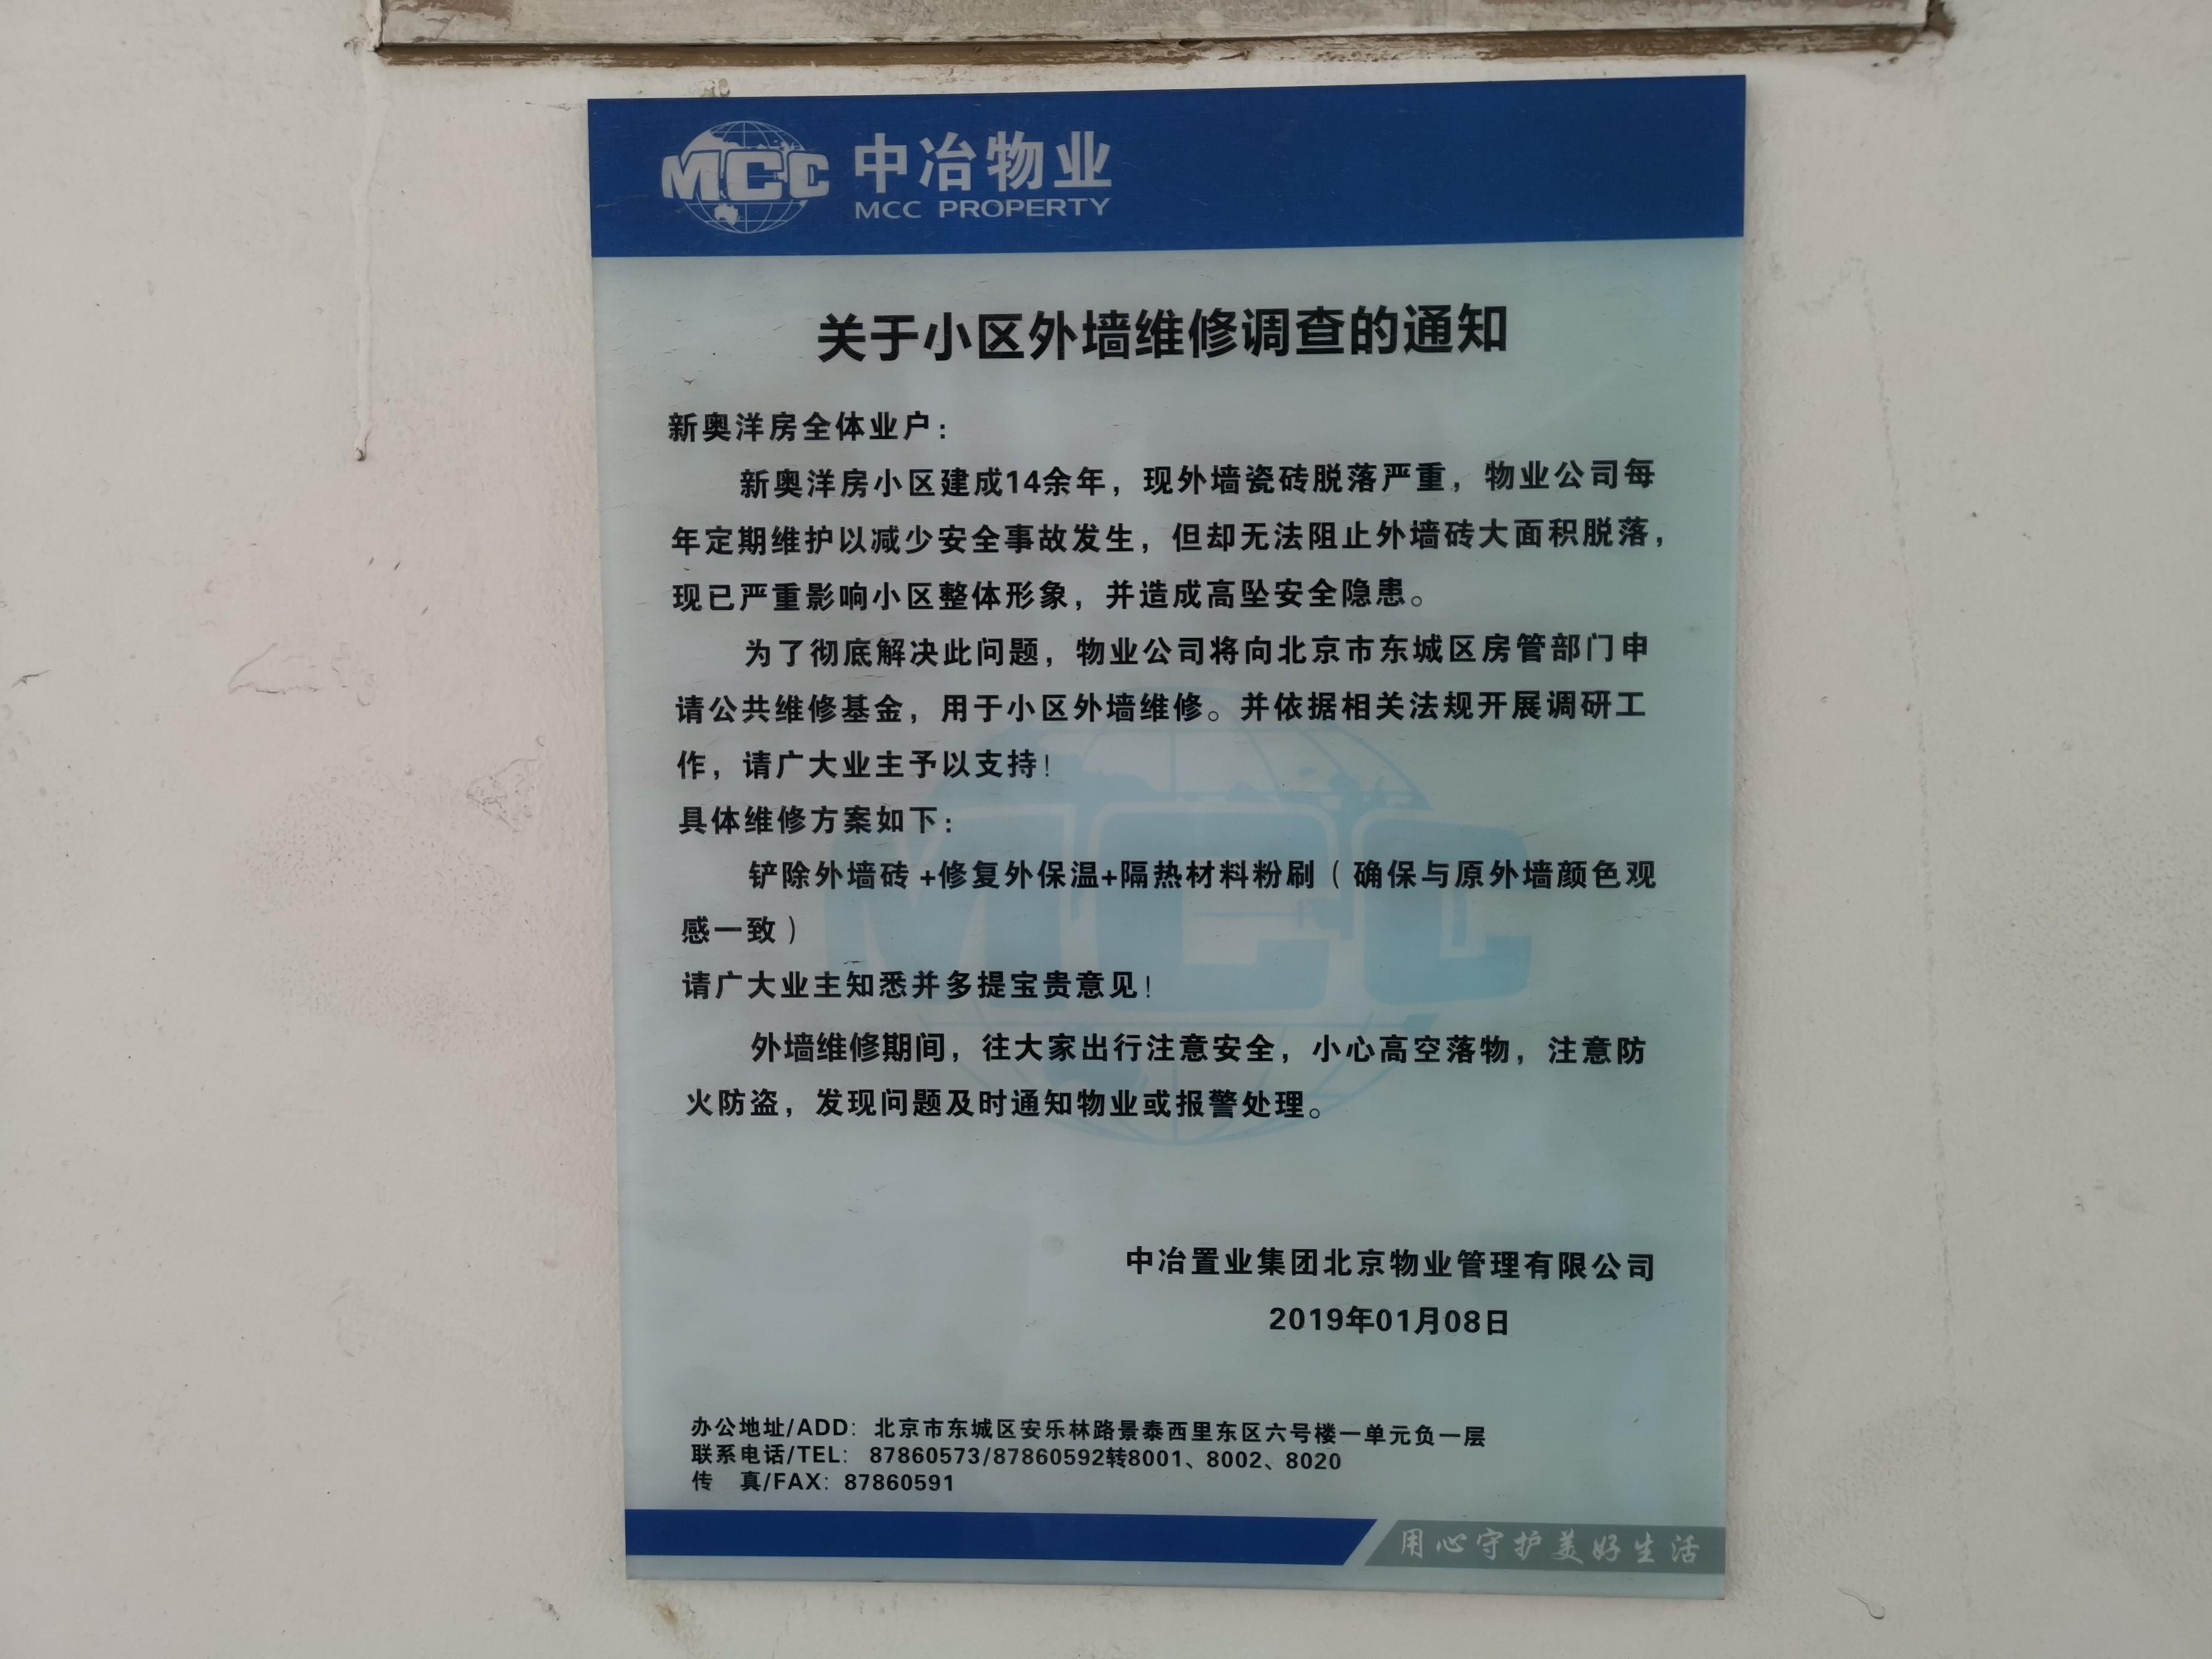 MCC 中冶物业
MCC PROPERTY
关于小区外墙维修调查的通知
新奥洋房全体业户：
新奥洋房小区建成14余年，现外墙瓷砖脱落严重，物业公司每
年定期维护以减少安全事故发生，但却无法阻止外墙砖大面积脱落，
现已严重影响小区整体形象，并造成高坠安全隐患。
为了彻底解决此问题，物业公司将向北京市东城区房管部门申
请公共维修基金，用于小区外墙维修。并依据相关法规开展调研工
作，请广大业主予以支持！
具体维修方案如下：
铲除外墙砖+修复外保温+隔热材料粉刷（确保与原外墙颜色观
感一致）
请广大业主知悉并多提宝贵意见！
外墙维修期间，往大家出行注意安全，小心高空落物，注意防
火防盗，发现问题及时通知物业或报警处理。
MCC
中冶置业集团北京物业管理有限公司
2019年01月08日
办公地址/ADD：北京市东城区安乐林路景泰西里东区六号楼一单元负一层
联系电话/TEL：87860573/87860592转8001、8002、8020
传 真/FAX：87860591
用心守护美好生活